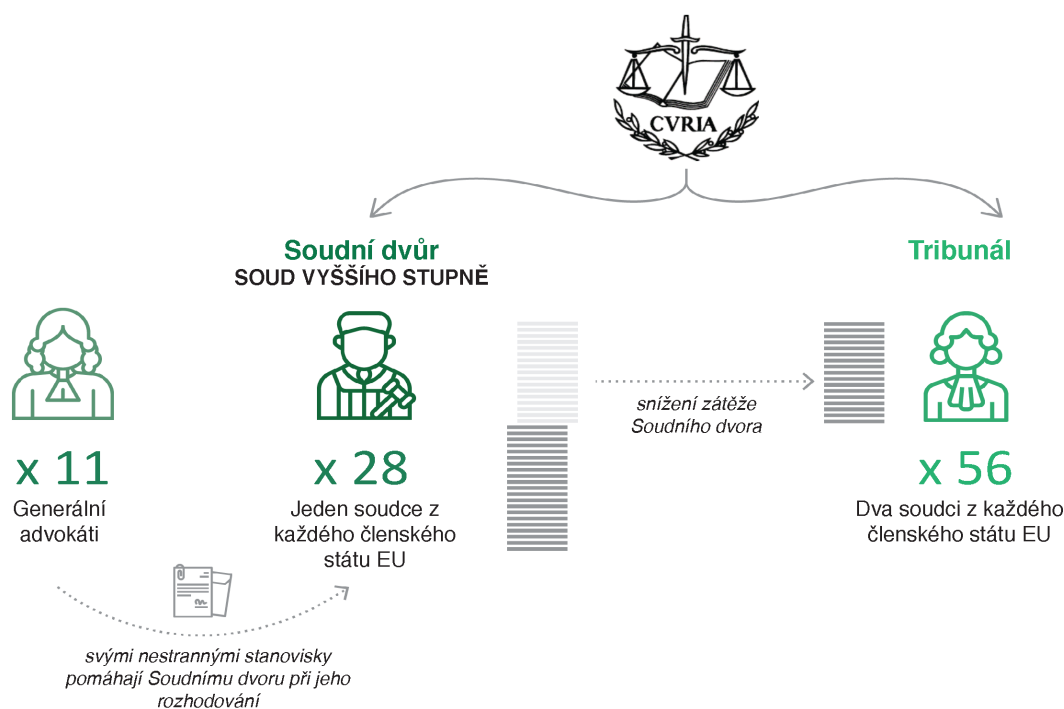 CVRIA
Soudní dvůr
SOUD VYŠŠÍHO STUPNĚ
Tribunál
x 11
Generální
advokáti
x 28
Jeden soudce z
každého členského
státu EU
snížení zátěže
Soudního dvora
x 56
Dva soudci z každého
členského státu EU
svými nestrannými stanovisky
pomáhají Soudnímu dvoru při jeho
rozhodování